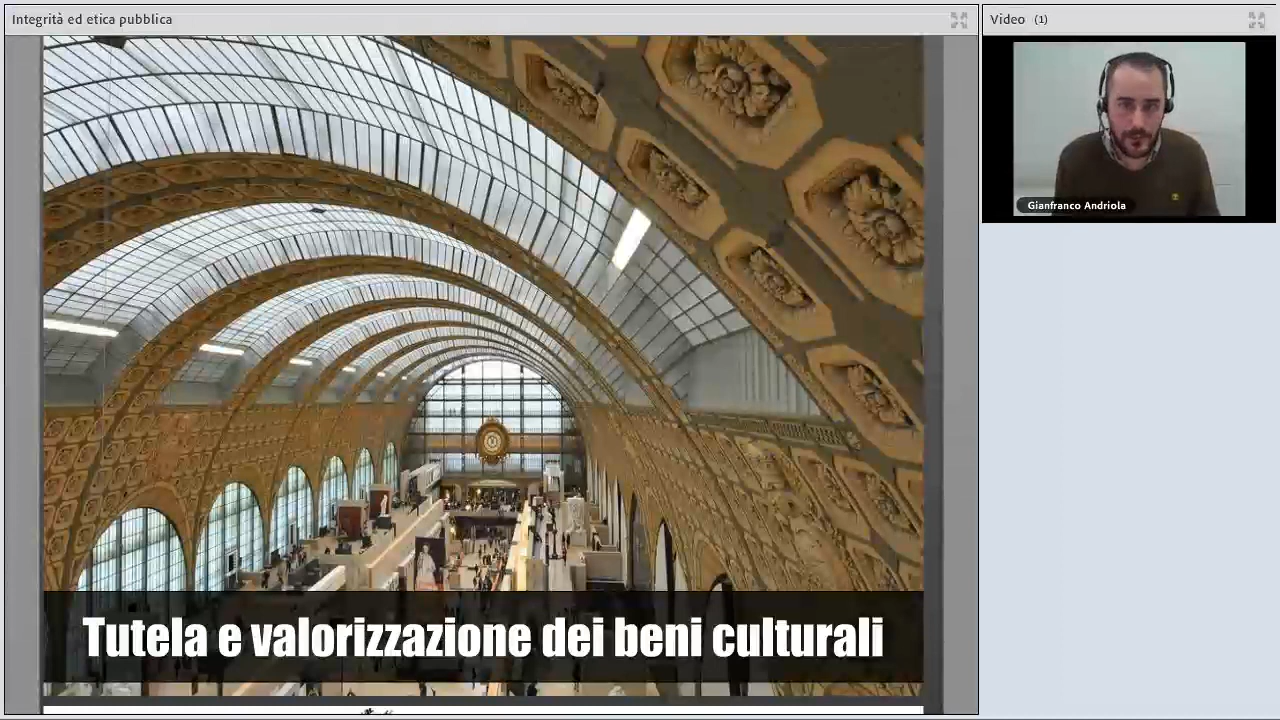 Integrità ed etica pubblica
Video (1)
Gianfranco Andriola
Tutela e valorizzazione dei beni culturali